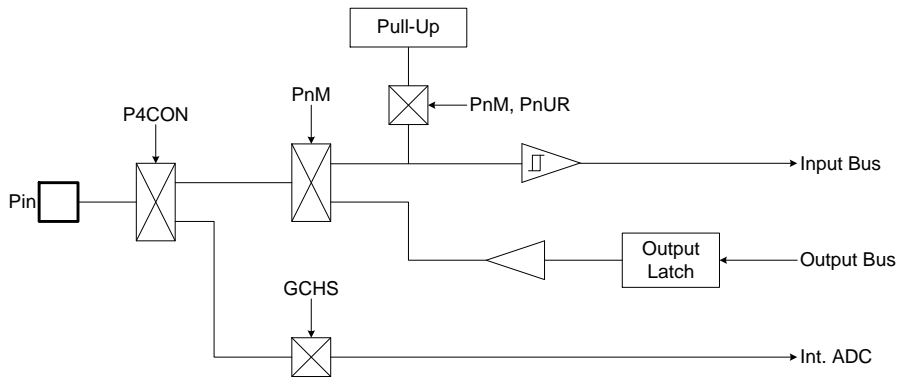 Pull-Up
PnM
PnM, PnUR
P4CON
Input Bus
Pin
Output
Latch
Output Bus
GCHS
Int. ADC